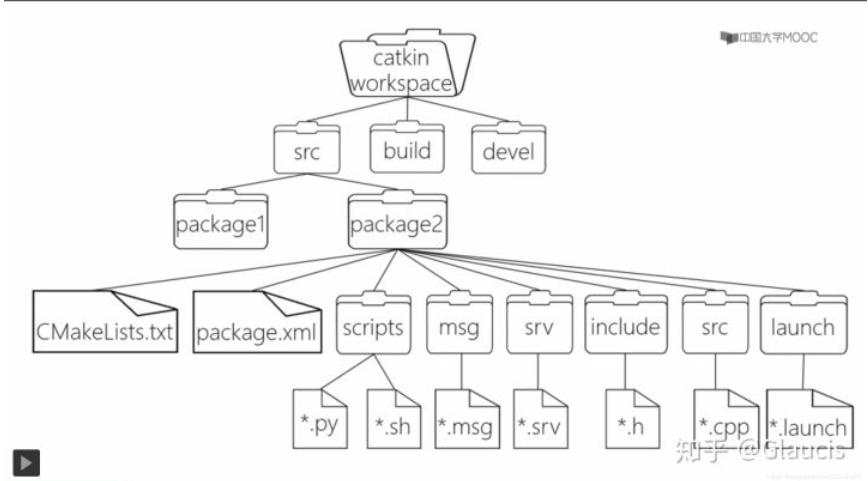 中国大学MOOC
catkin
workspace
src
build
devel
package1
package2
CMakeLists.txt
package.xml
scripts
msg
srv
include
src
launch
*.py
*.sh
*.msg
*.srv
*.h
*.cpp
*.launch
知乎 @Glaucis